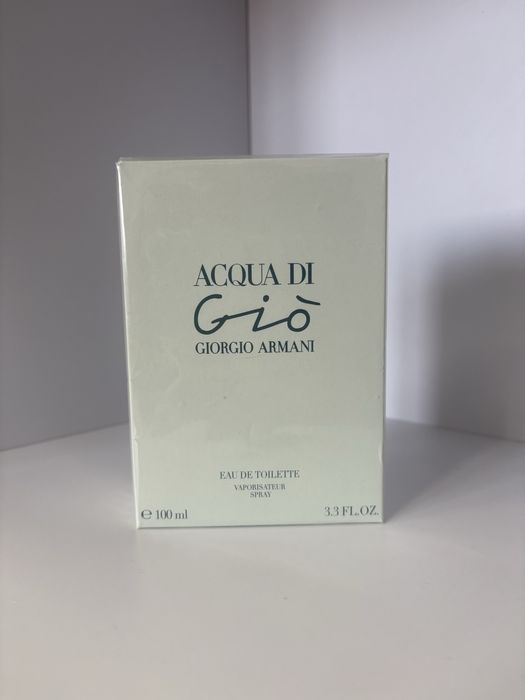 ACQUA DI
Giò
GIORGIO ARMANI
EAU DE TOILETTE
VAPORISATEUR
SPRAY
℮ 100 ml 3.3 FL.OZ.